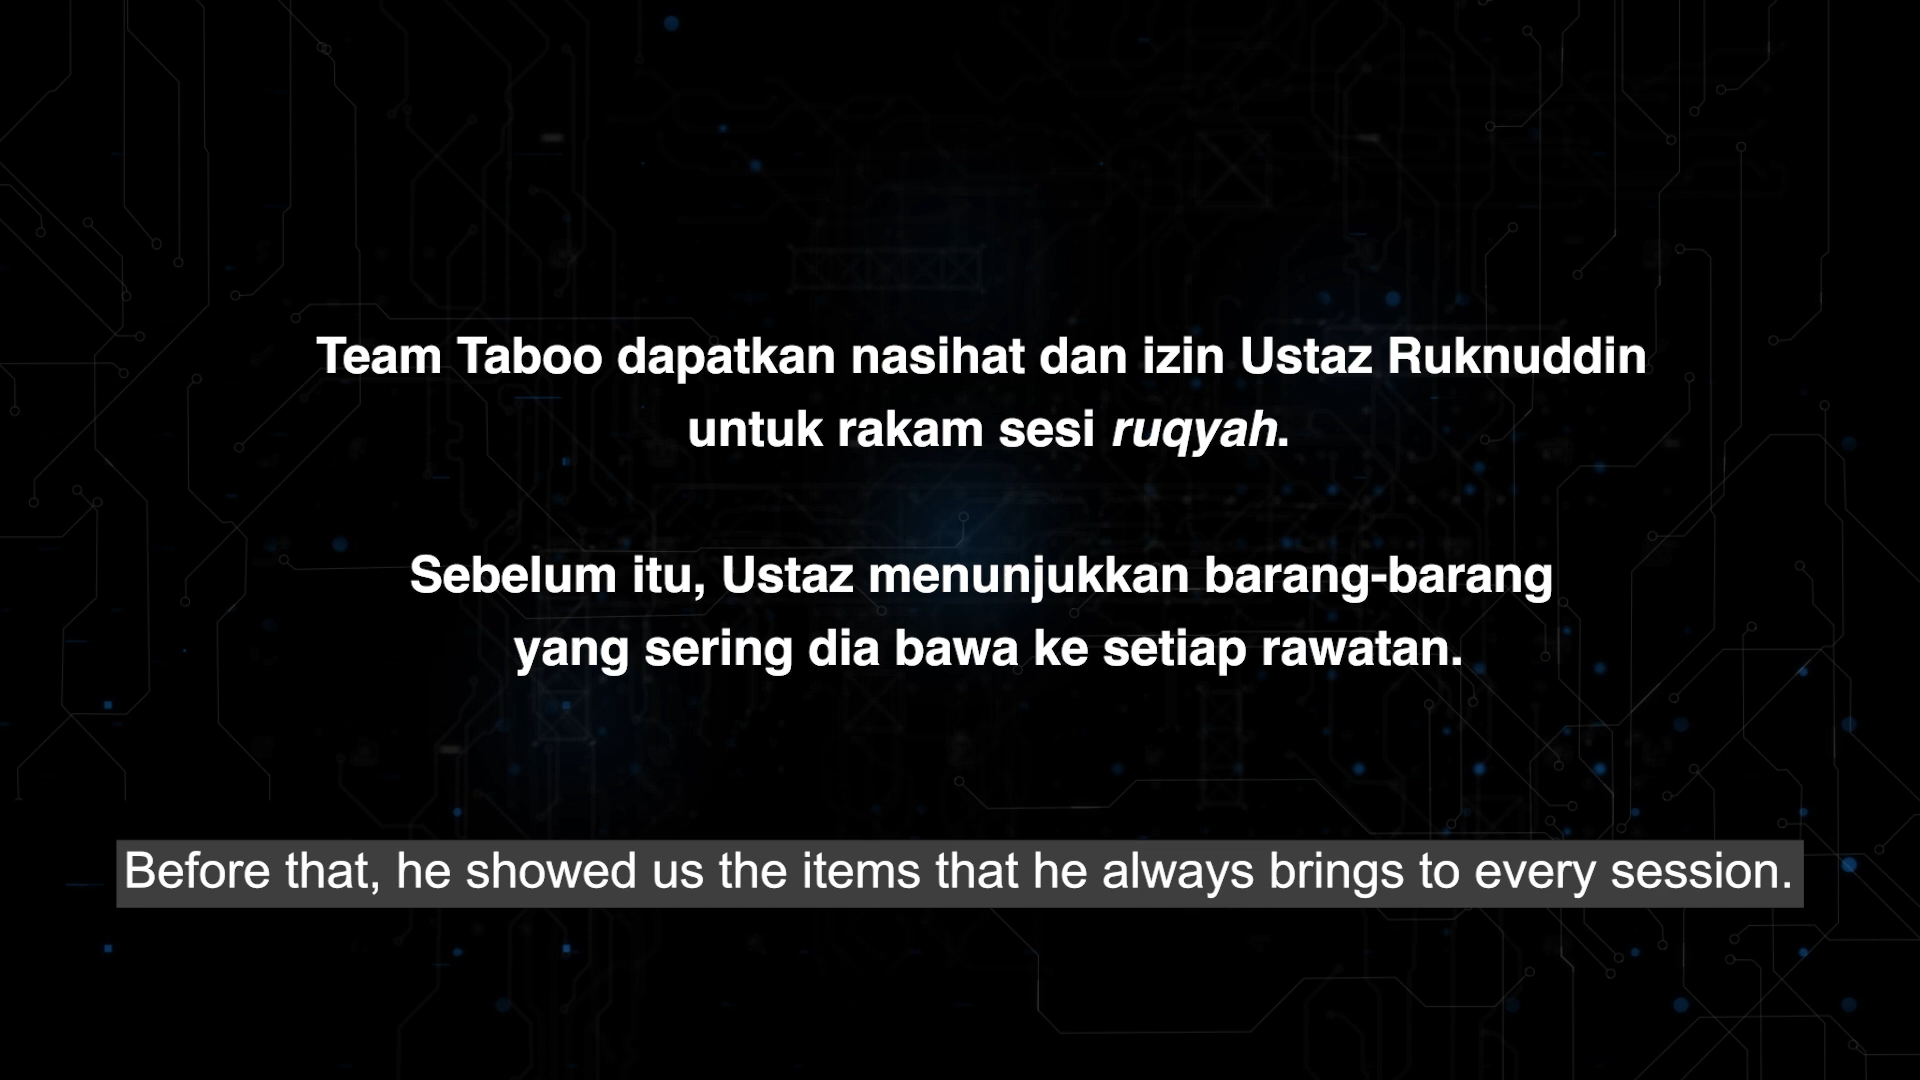 Team Taboo dapatkan nasihat dan izin Ustaz Ruknuddin
untuk rakam sesi ruqyah.
Sebelum itu, Ustaz menunjukkan barang-barang
yang sering dia bawa ke setiap rawatan.
Before that, he showed us the items that he always brings to every session.